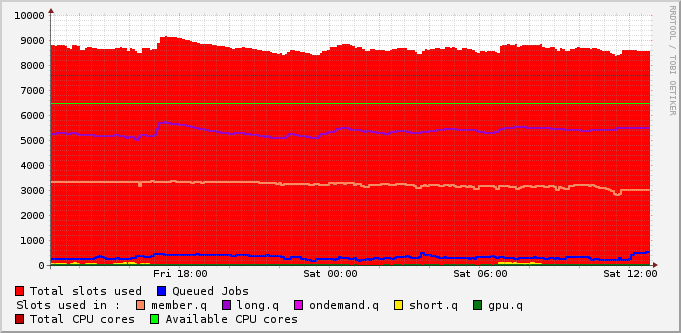 10000
9000
8000
7000
6000
5000
4000
3000
2000
1000
0
Fri 18:00 Sat 00:00 Sat 06:00 Sat 12:00
Total slots used Queued Jobs
Slots used in : member.q long.q ondemand.q short.q gpu.q
Total CPU cores Available CPU cores
RRDTOOL / TOBI OETIKER